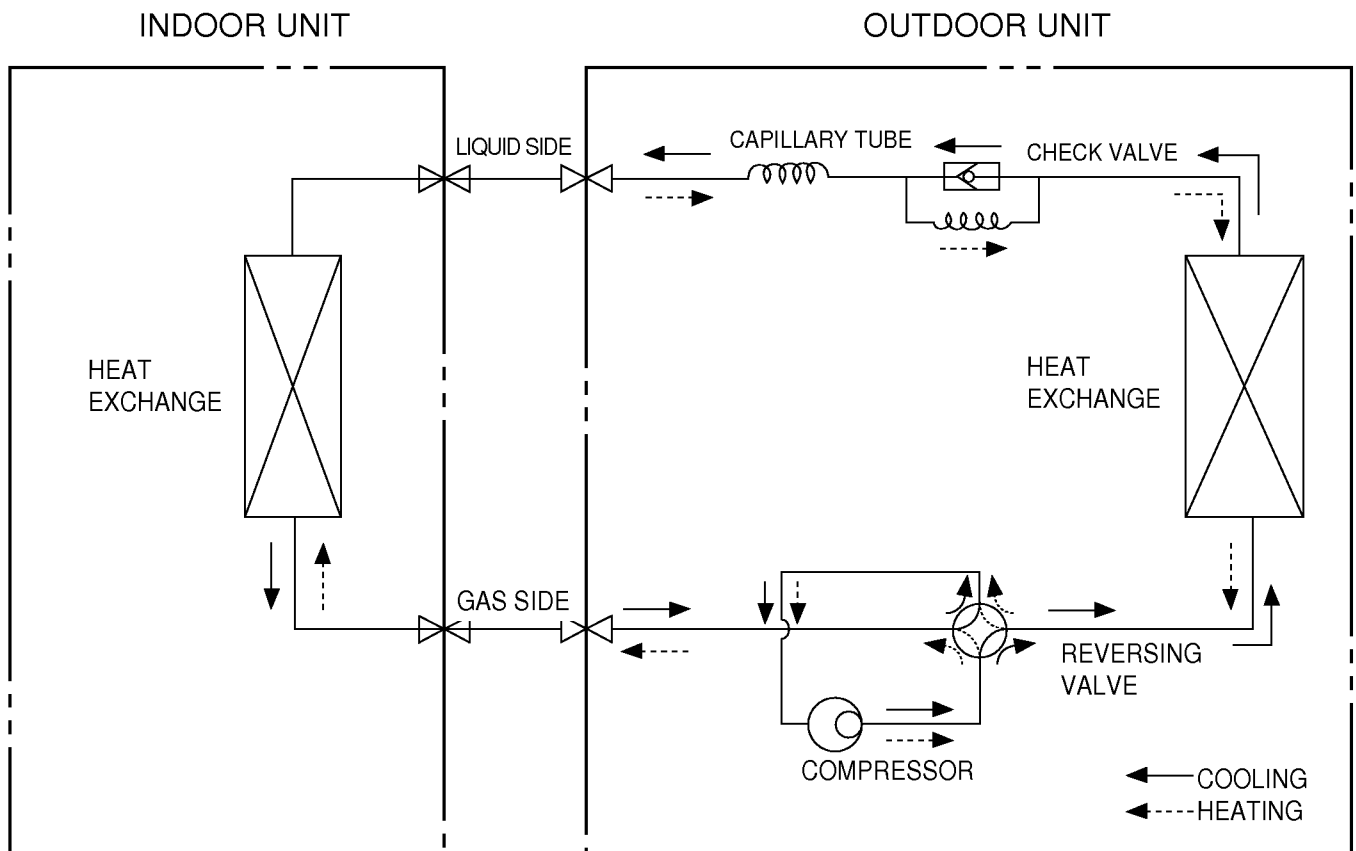 INDOOR UNIT
OUTDOOR UNIT
LIQUID SIDE
CAPILLARY TUBE
CHECK VALVE
HEAT
EXCHANGE
HEAT
EXCHANGE
GAS SIDE
REVERSING
VALVE
COMPRESSOR
COOLING
HEATING